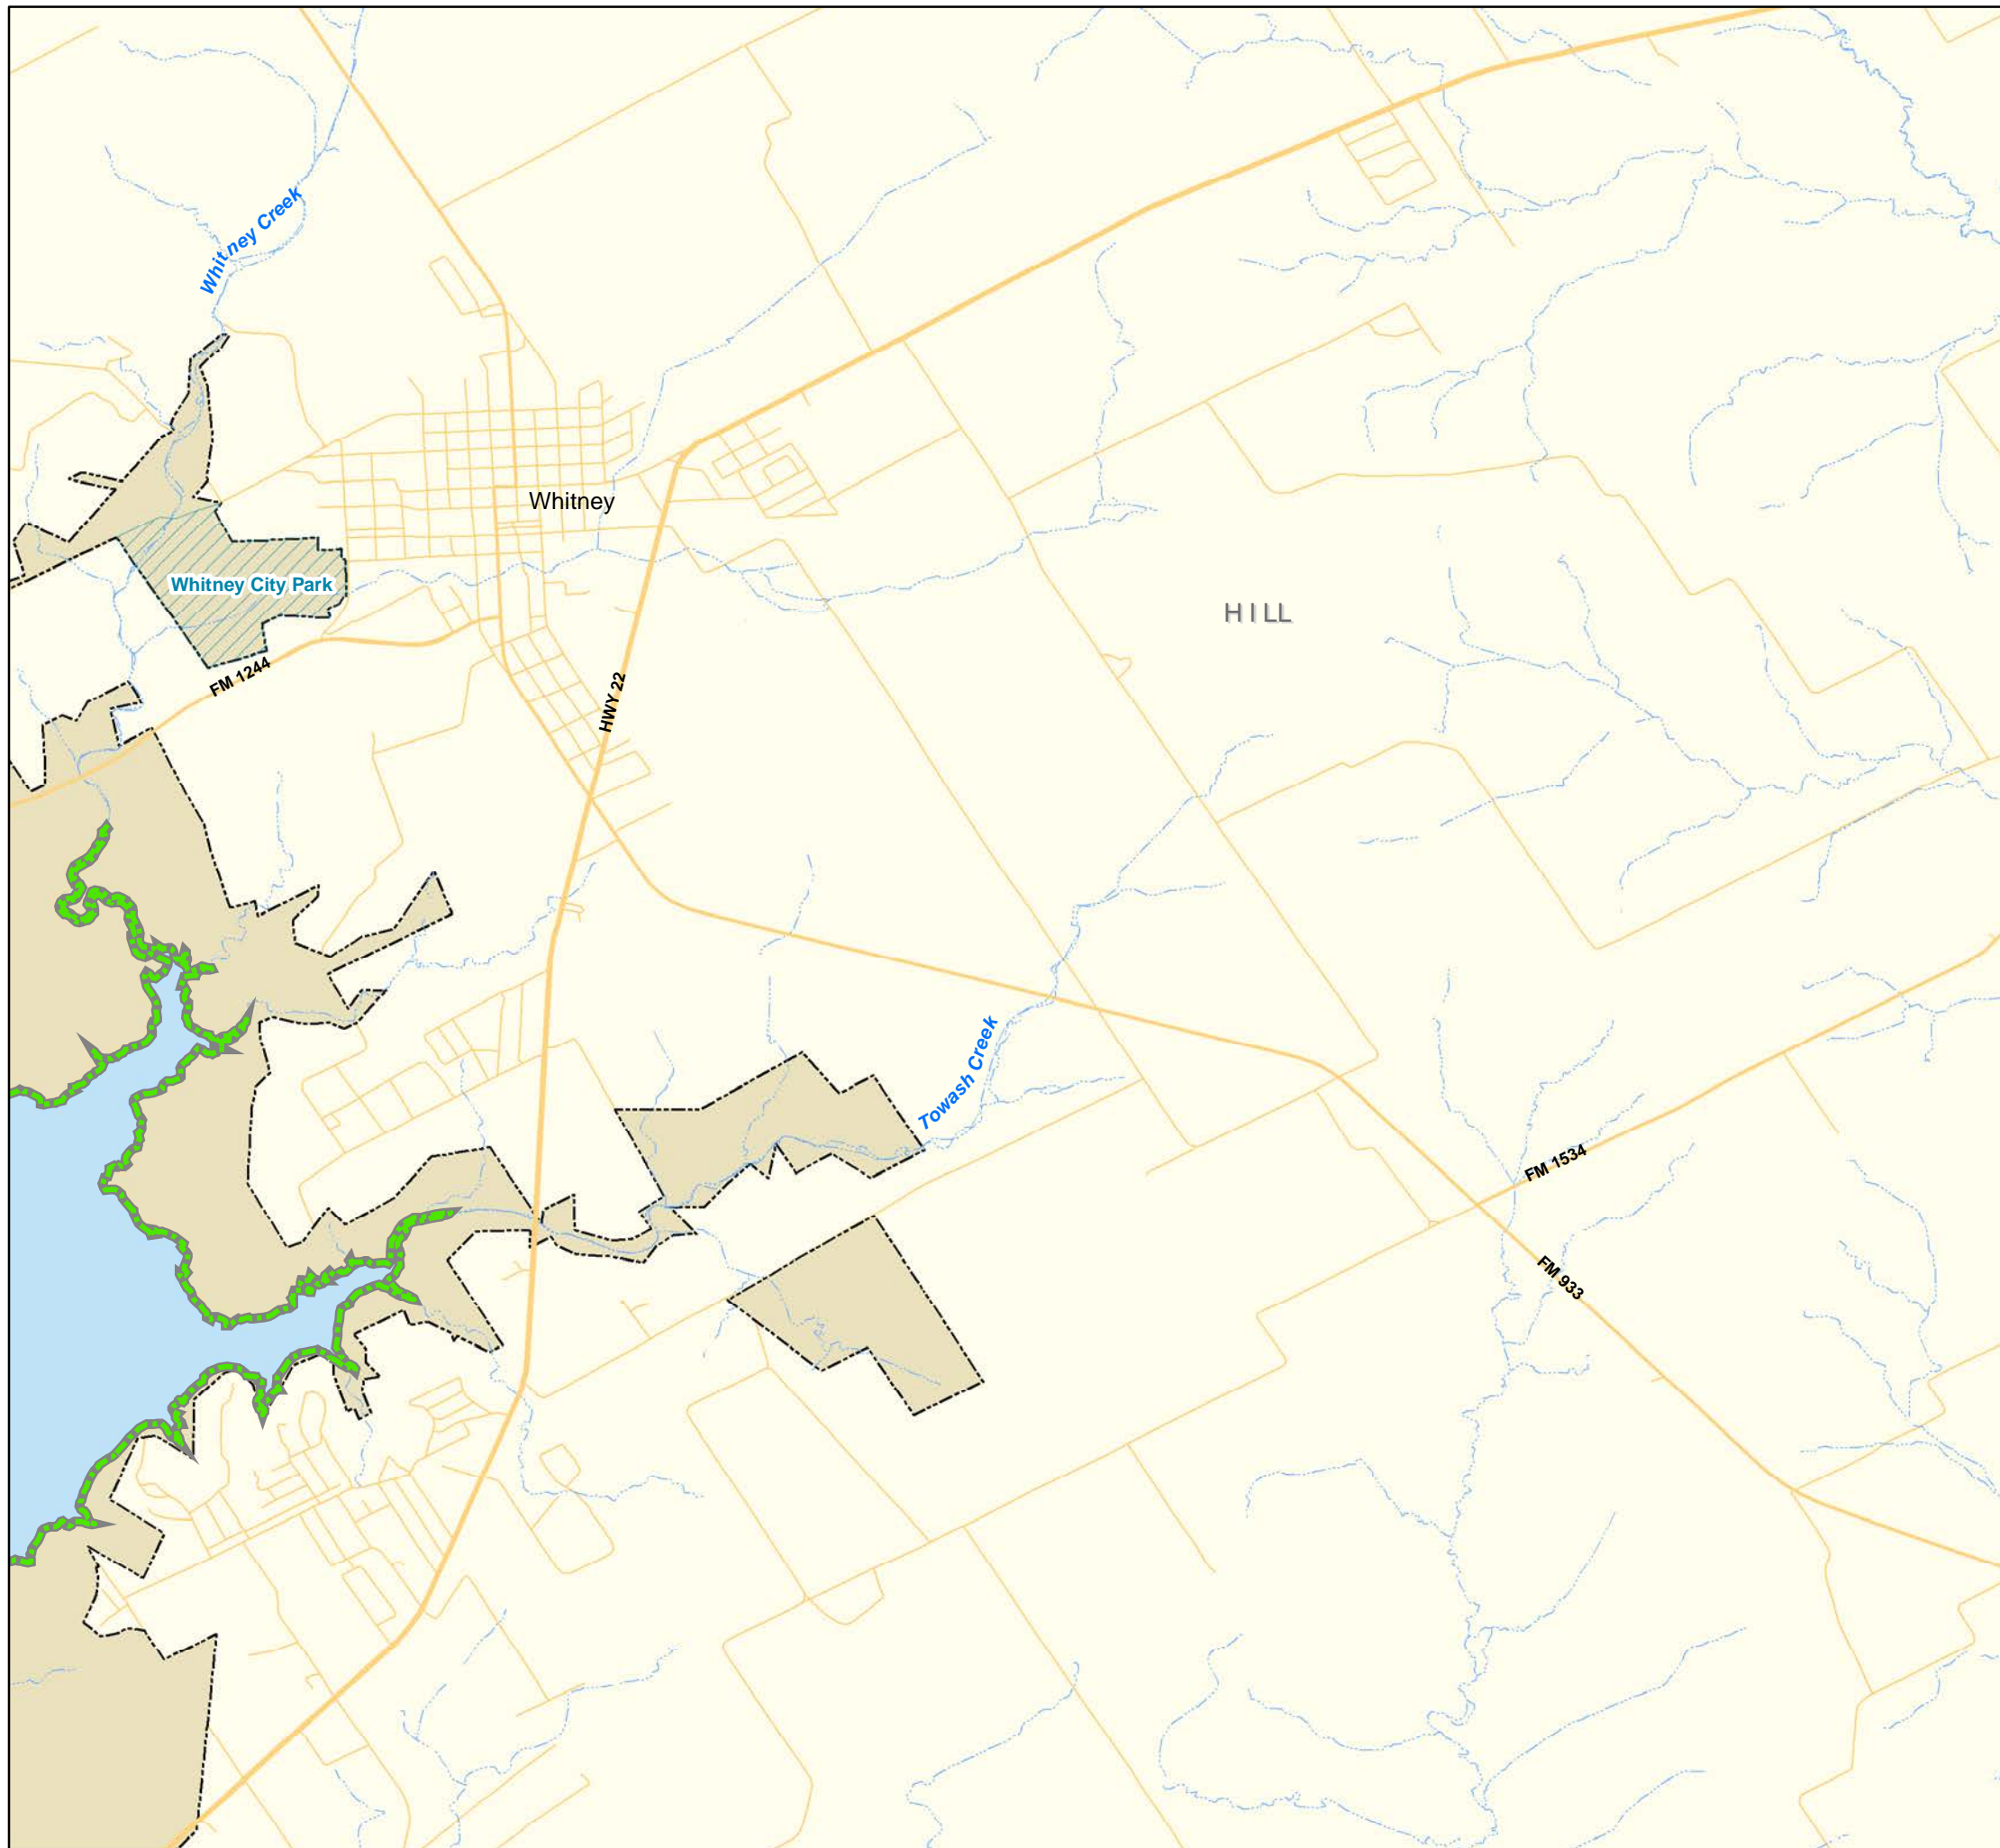 Whitney Creek
Whitney
Whitney City Park
HILL
FM 1244
HWY 22
Towash Creek
FM 1534
FM 933